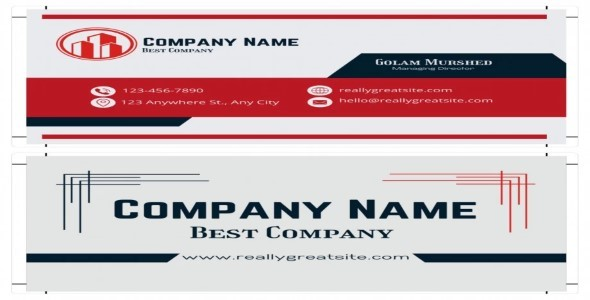 COMPANY NAME
BEST COMPANY
GOLAM MURSHED
Managing Director
123-456-7890
reallygreatsite.com
123 Anywhere St., Any City
hello@reallygreatsite.com
COMPANY NAME
BEST COMPANY
www.reallygreatsite.com